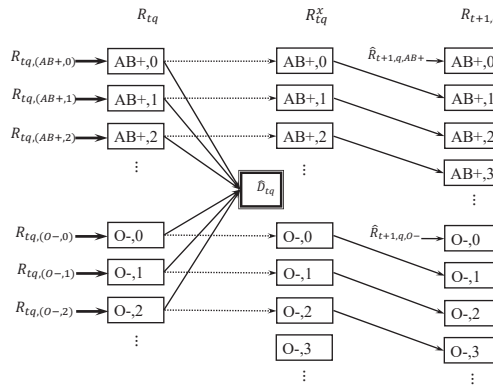 R_{tq} R^x_{tq} R_{t+1,
R_{tq,(AB+,0)} AB+,0 AB+,0 R̂_{t+1,q,AB+} AB+,0
R_{tq,(AB+,1)} AB+,1 AB+,1 AB+,1
R_{tq,(AB+,2)} AB+,2 AB+,2 AB+,2
⋮ ⋮ AB+,3
⋮
D̂_{tq}
R_{tq,(O-,0)} O-,0 O-,0 R̂_{t+1,q,O-} O-,0
R_{tq,(O-,1)} O-,1 O-,1 O-,1
R_{tq,(O-,2)} O-,2 O-,2 O-,2
⋮ O-,3 O-,3
⋮ ⋮